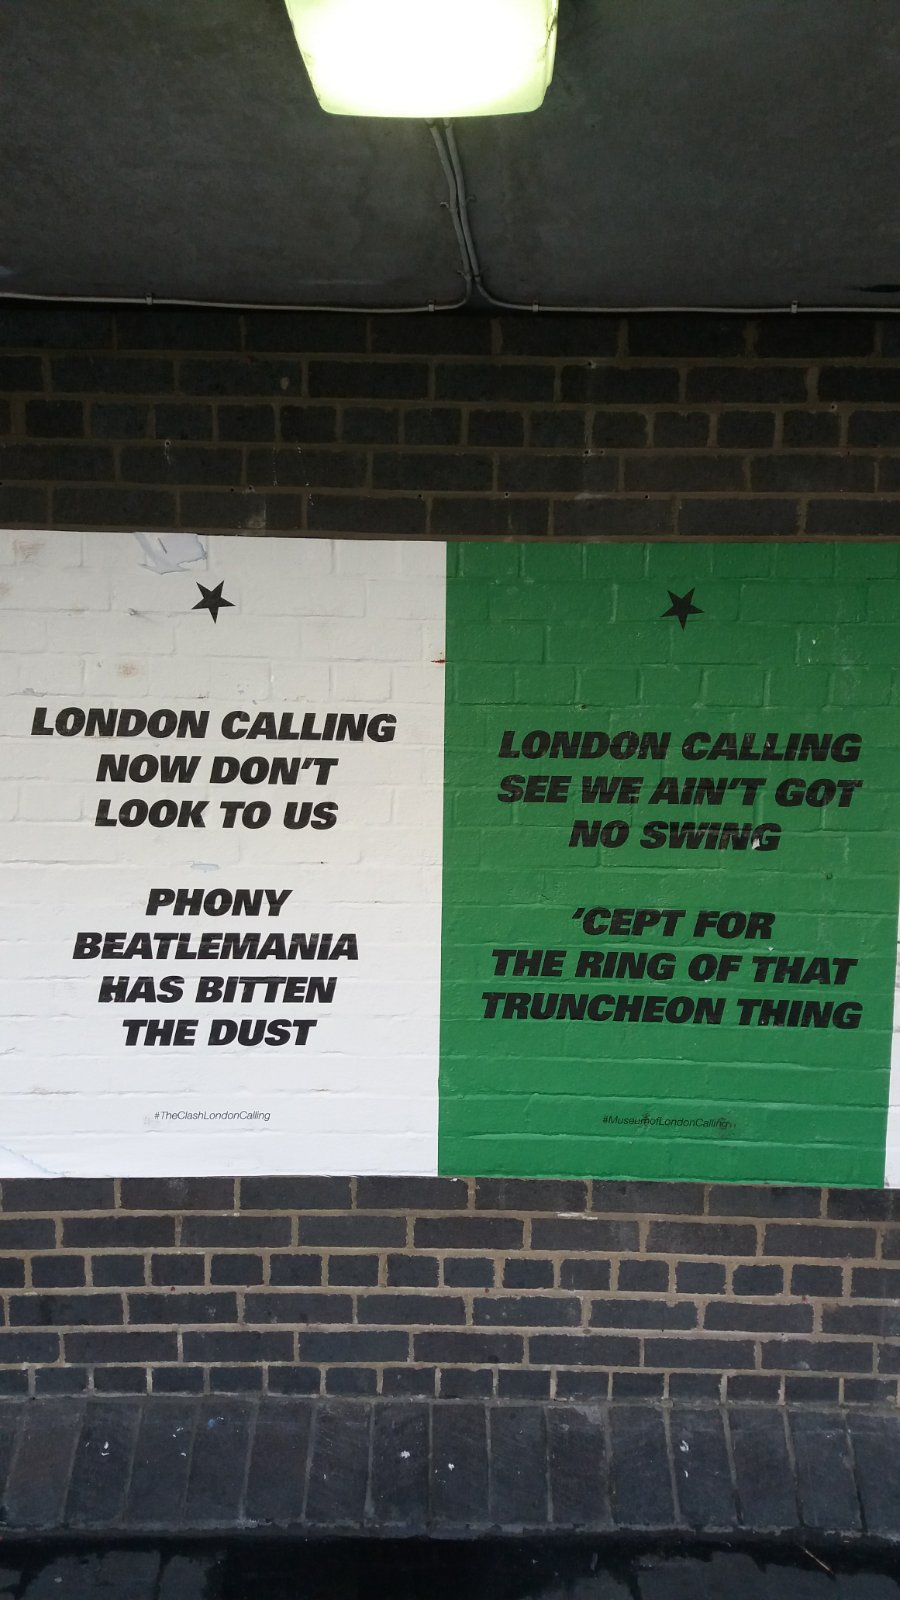 LONDON CALLING
NOW DON'T
LOOK TO US
PHONY
BEATLEMANIA
HAS BITTEN
THE DUST
#TheClashLondonCalling
LONDON CALLING
SEE WE AIN'T GOT
NO SWING
'CEPT FOR
THE RING OF THAT
TRUNCHEON THING
#MuseumofLondonCalling